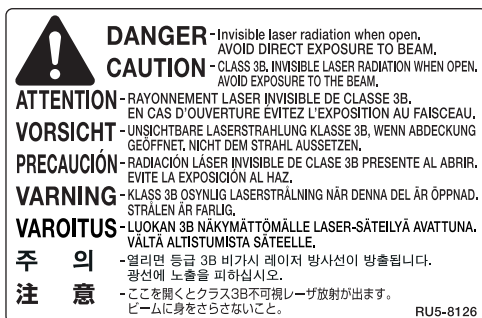 DANGER - Invisible laser radiation when open.
AVOID DIRECT EXPOSURE TO BEAM.
CAUTION - CLASS 3B. INVISIBLE LASER RADIATION WHEN OPEN.
AVOID EXPOSURE TO THE BEAM.
ATTENTION - RAYONNEMENT LASER INVISIBLE DE CLASSE 3B.
EN CAS D'OUVERTURE ÉVITEZ L'EXPOSITION AU FAISCEAU.
VORSICHT - UNSICHTBARE LASERSTRAHLUNG KLASSE 3B, WENN ABDECKUNG
GEÖFFNET. NICHT DEM STRAHL AUSSETZEN.
PRECAUCIÓN - RADIACIÓN LÁSER INVISIBLE DE CLASE 3B PRESENTE AL ABRIR.
EVITE LA EXPOSICIÓN AL HAZ.
VARNING - KLASS 3B OSYNLIG LASERSTRÅLNING NÄR DENNA DEL ÄR ÖPPNAD.
STRÅLEN ÄR FARLIG.
VAROITUS - LUOKAN 3B NÄKYMÄTTÖMÄLLE LASER-SÄTEILYÄ AVATTUNA.
VÄLTÄ ALTISTUMISTA SÄTEELLE.
주 의 - 열리면 등급 3B 비가시 레이저 방사선이 방출됩니다.
광선에 노출을 피하십시오.
注 意 - ここを開くとクラス3B不可視レーザ放射が出ます。
ビームに身をさらさないこと。
RU5-8126